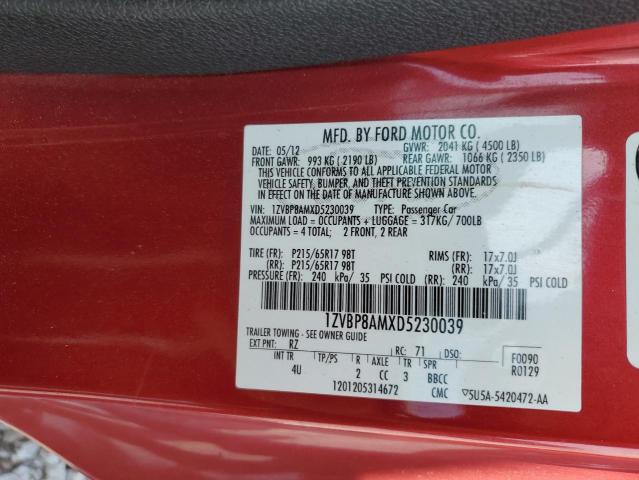 MFD. BY FORD MOTOR CO.
DATE: 05/12 GVWR: 2041 KG ( 4500 LB)
FRONT GAWR: 993 KG ( 2190 LB) REAR GAWR: 1066 KG ( 2350 LB)
THIS VEHICLE CONFORMS TO ALL APPLICABLE FEDERAL MOTOR
VEHICLE SAFETY, BUMPER, AND THEFT PREVENTION STANDARDS
IN EFFECT ON THE DATE OF MANUFACTURE SHOWN ABOVE.
VIN: 1ZVBP8AMXD5230039 TYPE: Passenger Car
MAXIMUM LOAD = OCCUPANTS + LUGGAGE = 317KG/ 700LB
OCCUPANTS = 4 TOTAL; 2 FRONT, 2 REAR
TIRE (FR): P215/65R17 98T RIMS (FR): 17x7.0J
(RR): P215/65R17 98T (RR): 17x7.0J
PRESSURE (FR): 240 kPa/ 35 PSI COLD (RR): 240 kPa/ 35 PSI COLD
1ZVBP8AMXD5230039
TRAILER TOWING - SEE OWNER GUIDE
EXT PNT: RZ RC: 71 DSO: F0090
INT TR TP/PS R AXLE TR SPR R0129
4U 2 CC 3 BBCC
1201205314672 CMC 5U5A-5420472-AA